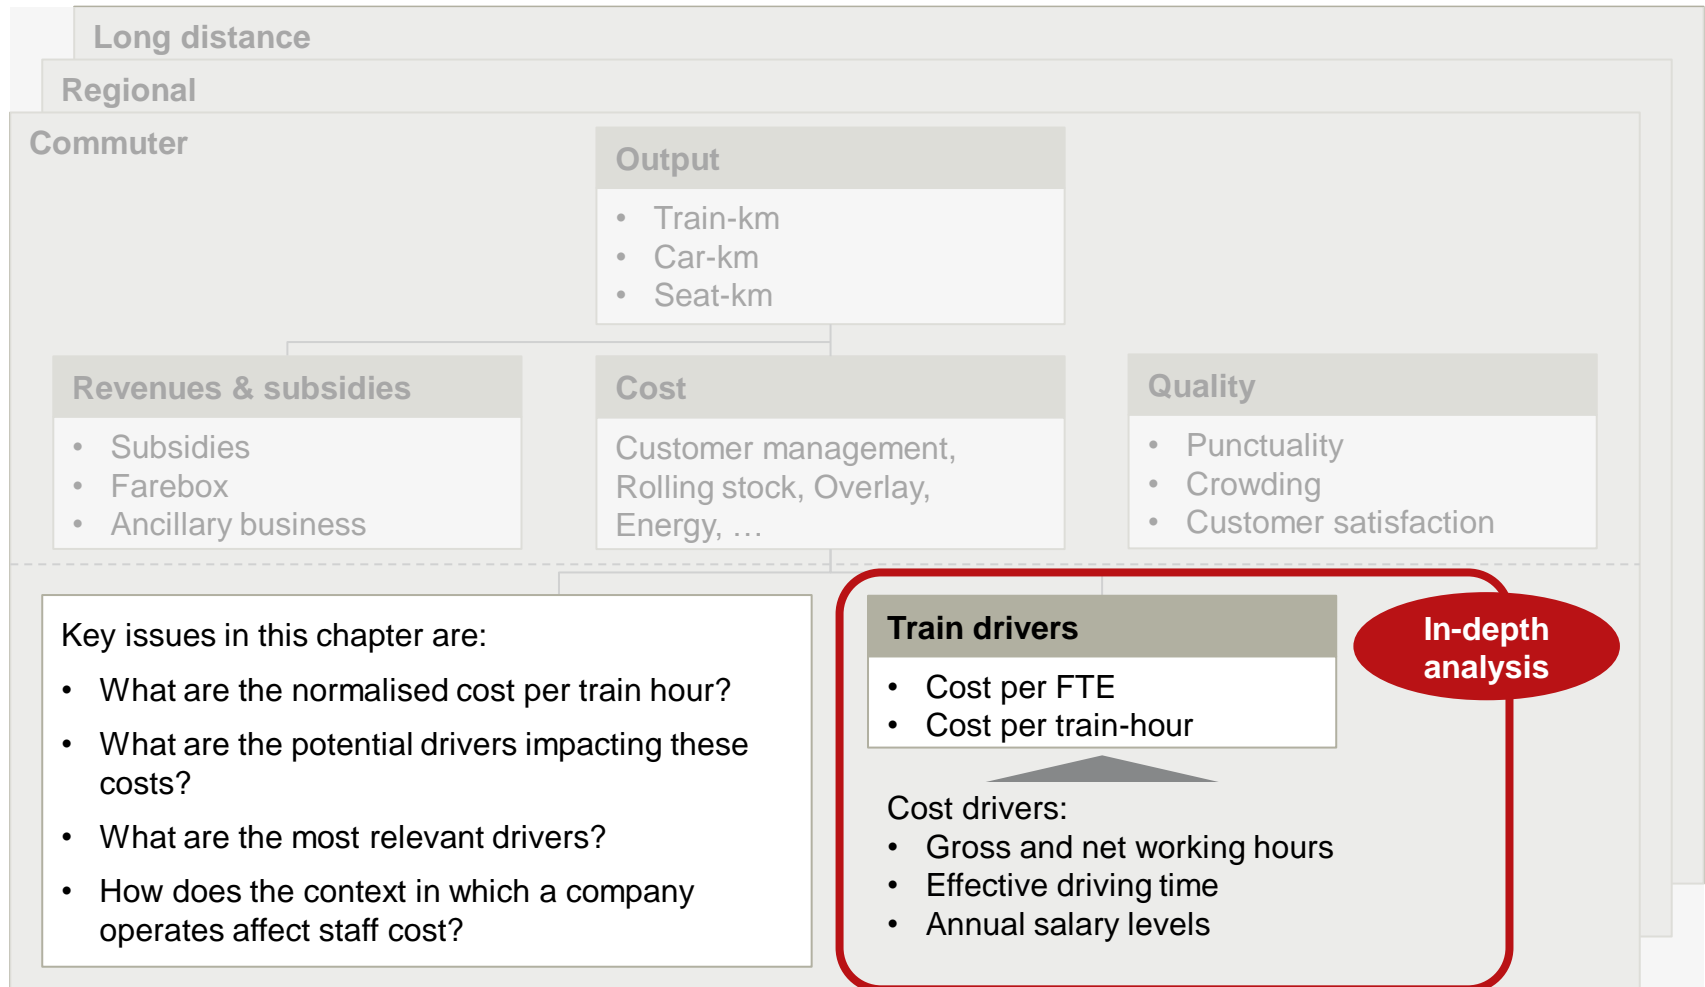 Long distance
Regional
Commuter
Output
• Train-km
• Car-km
• Seat-km
Revenues & subsidies
• Subsidies
• Farebox
• Ancillary business
Cost
Customer management,
Rolling stock, Overlay,
Energy, …
Quality
• Punctuality
• Crowding
• Customer satisfaction
Key issues in this chapter are:
• What are the normalised cost per train hour?
• What are the potential drivers impacting these
costs?
• What are the most relevant drivers?
• How does the context in which a company
operates affect staff cost?
Train drivers
• Cost per FTE
• Cost per train-hour
In-depth
analysis
Cost drivers:
• Gross and net working hours
• Effective driving time
• Annual salary levels